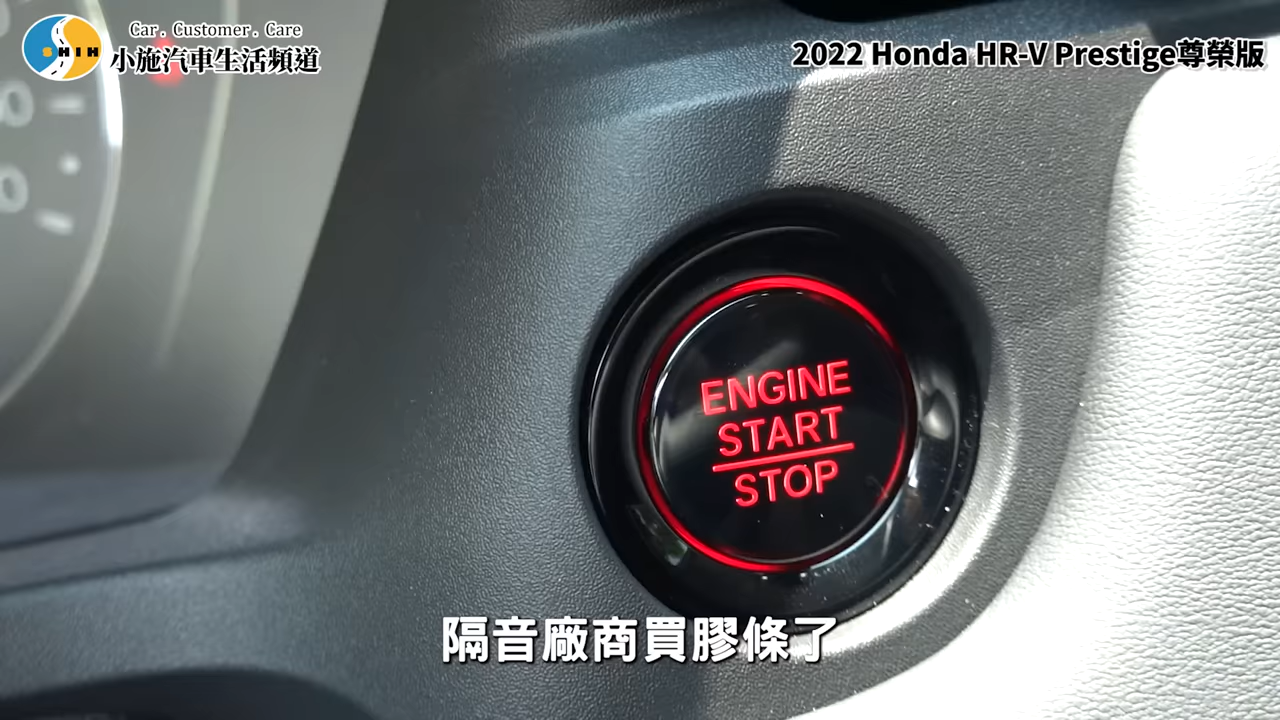 Car. Customer. Care
SHIH
小施汽車生活頻道
2022 Honda HR-V Prestige尊榮版
ENGINE
START
STOP
隔音廠商買膠條了